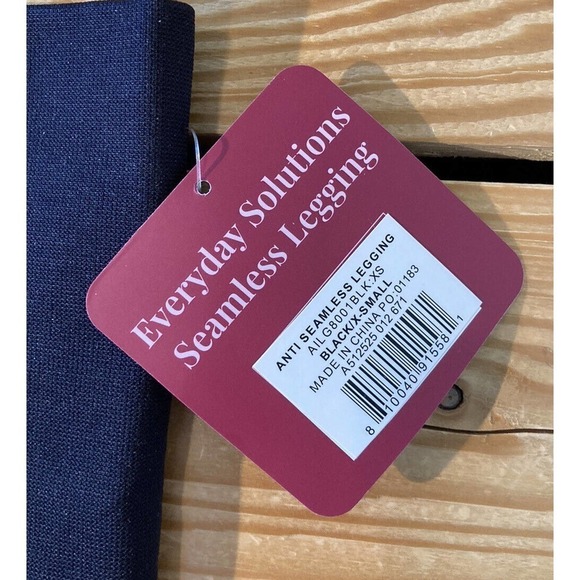 Everyday Solutions
Seamless Legging
ANTI SEAMLESS LEGGING
AILG8001BLK:XS
BLACK/X-SMALL
MADE IN CHINA PO-01183
A512525 012 671
8 10040 91558 1